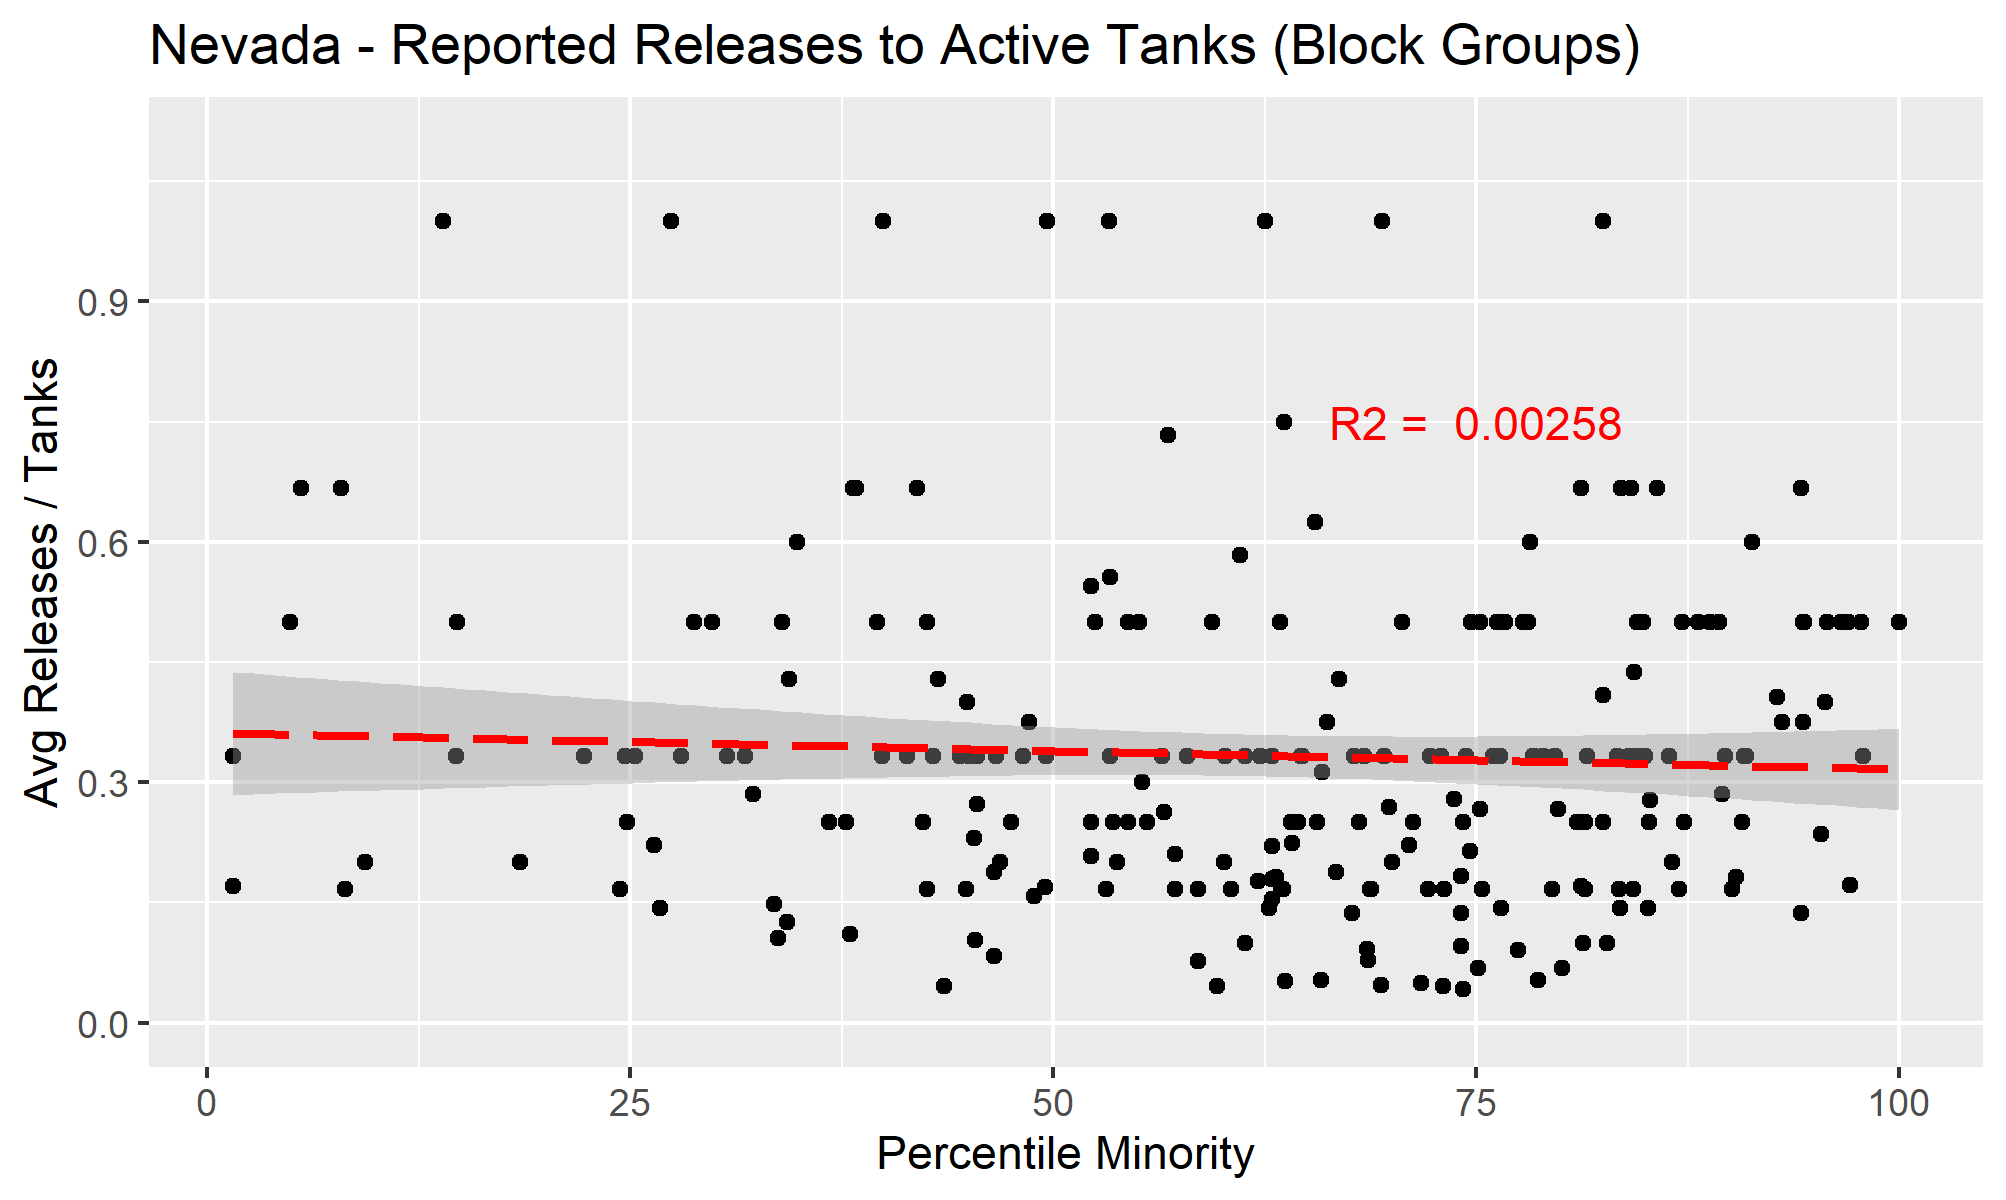 Nevada - Reported Releases to Active Tanks (Block Groups)
Avg Releases / Tanks
0.9
0.6
0.3
0.0
R2 =  0.00258
0
25
50
75
100
Percentile Minority